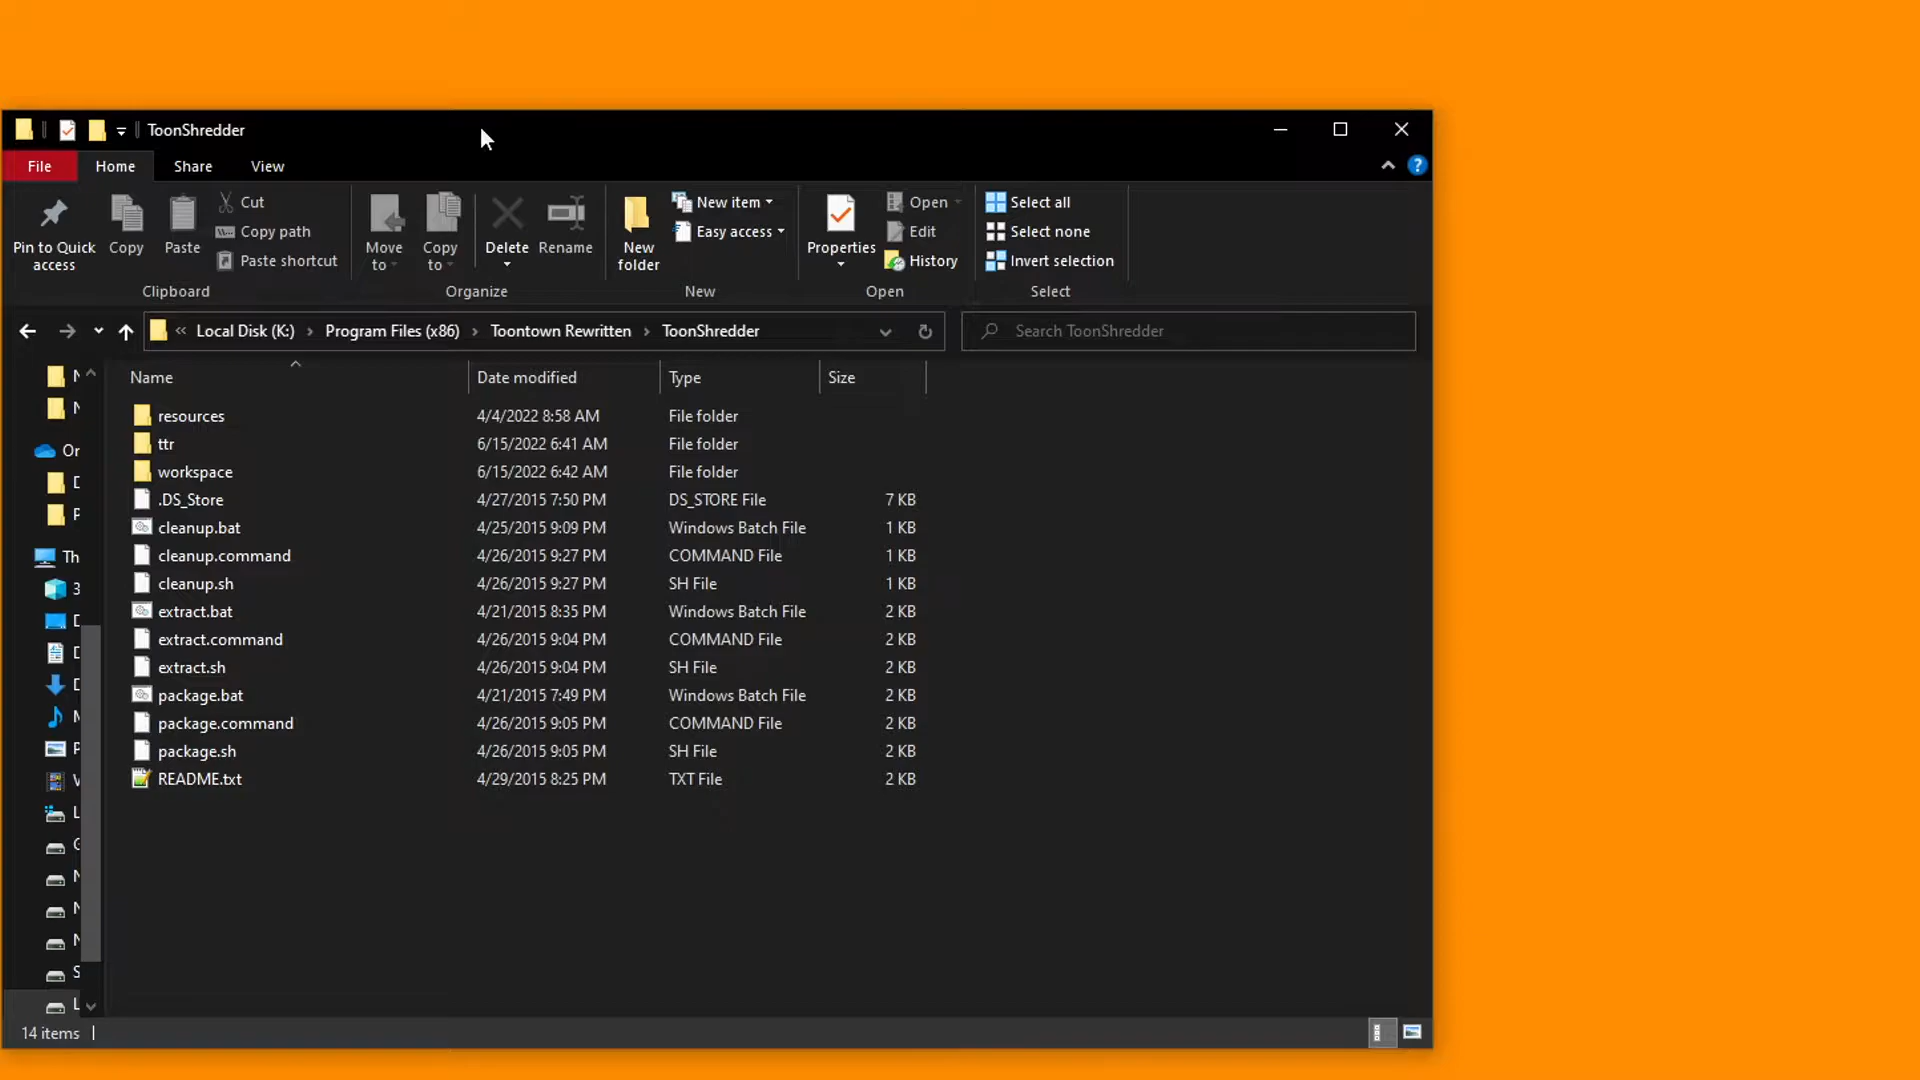 ToonShredder
File Home Share View
Pin to Quick access
Copy
Paste
Cut
Copy path
Paste shortcut
Clipboard
Move to
Copy to
Delete
Rename
Organize
New folder
New item
Easy access
New
Properties
Open
Edit
History
Open
Select all
Select none
Invert selection
Select
« Local Disk (K:) › Program Files (x86) › Toontown Rewritten › ToonShredder
Search ToonShredder
Name Date modified Type Size
resources 4/4/2022 8:58 AM File folder
ttr 6/15/2022 6:41 AM File folder
workspace 6/15/2022 6:42 AM File folder
.DS_Store 4/27/2015 7:50 PM DS_STORE File 7 KB
cleanup.bat 4/25/2015 9:09 PM Windows Batch File 1 KB
cleanup.command 4/26/2015 9:27 PM COMMAND File 1 KB
cleanup.sh 4/26/2015 9:27 PM SH File 1 KB
extract.bat 4/21/2015 8:35 PM Windows Batch File 2 KB
extract.command 4/26/2015 9:04 PM COMMAND File 2 KB
extract.sh 4/26/2015 9:04 PM SH File 2 KB
package.bat 4/21/2015 7:49 PM Windows Batch File 2 KB
package.command 4/26/2015 9:05 PM COMMAND File 2 KB
package.sh 4/26/2015 9:05 PM SH File 2 KB
README.txt 4/29/2015 8:25 PM TXT File 2 KB
Or
Th
3
14 items